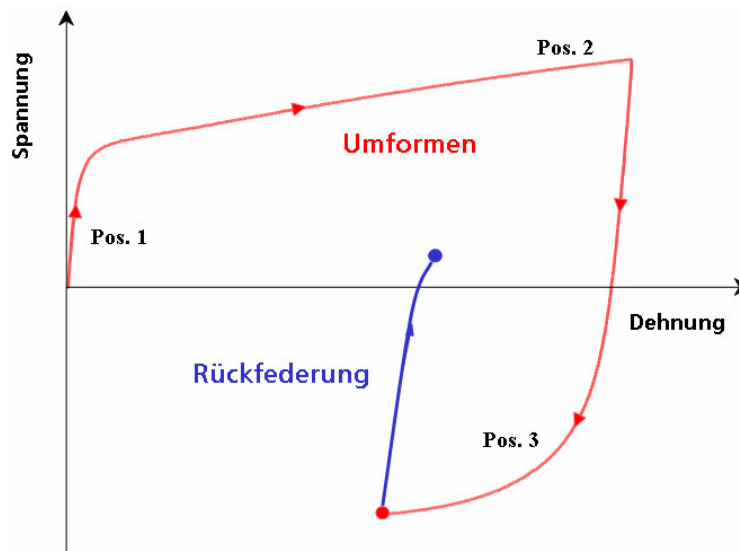 Spannung
Pos. 2
Umformen
Pos. 1
Dehnung
Rückfederung
Pos. 3